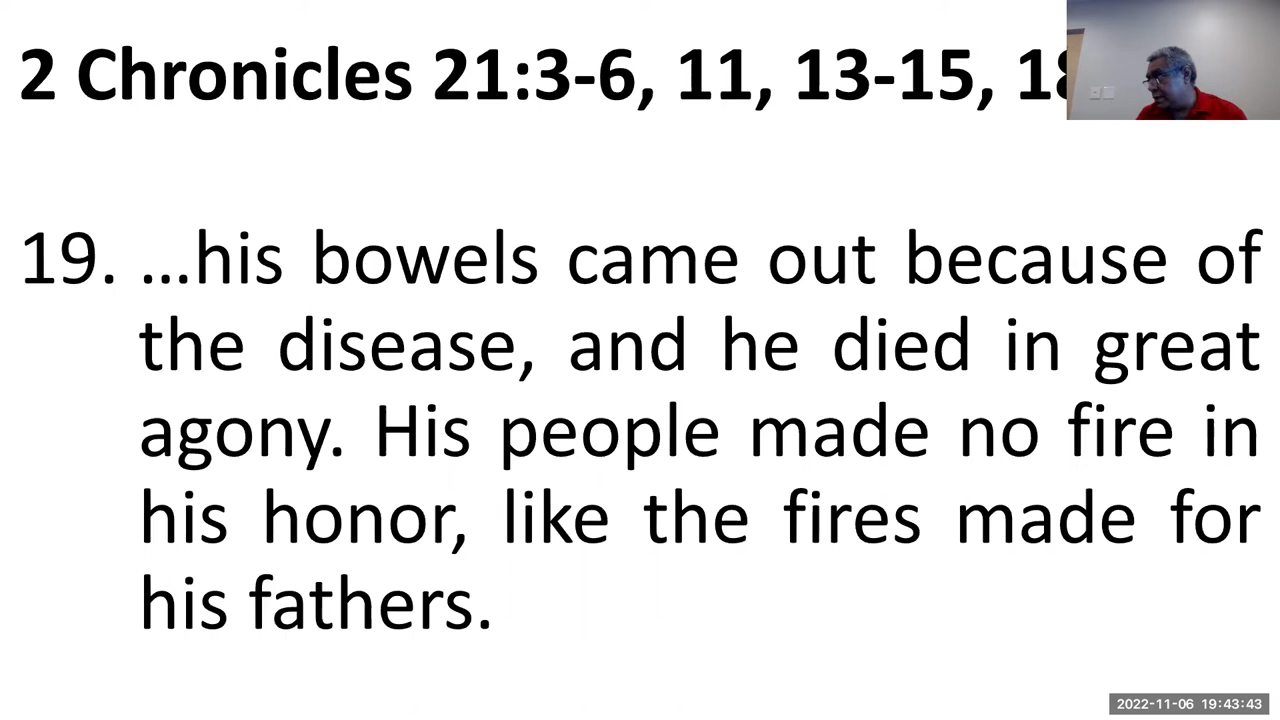 2 Chronicles 21:3-6, 11, 13-15,
19. ...his bowels came out because of
the disease, and he died in great
agony. His people made no fire in
his honor, like the fires made for
his fathers.
2022-11-06 19:43:43